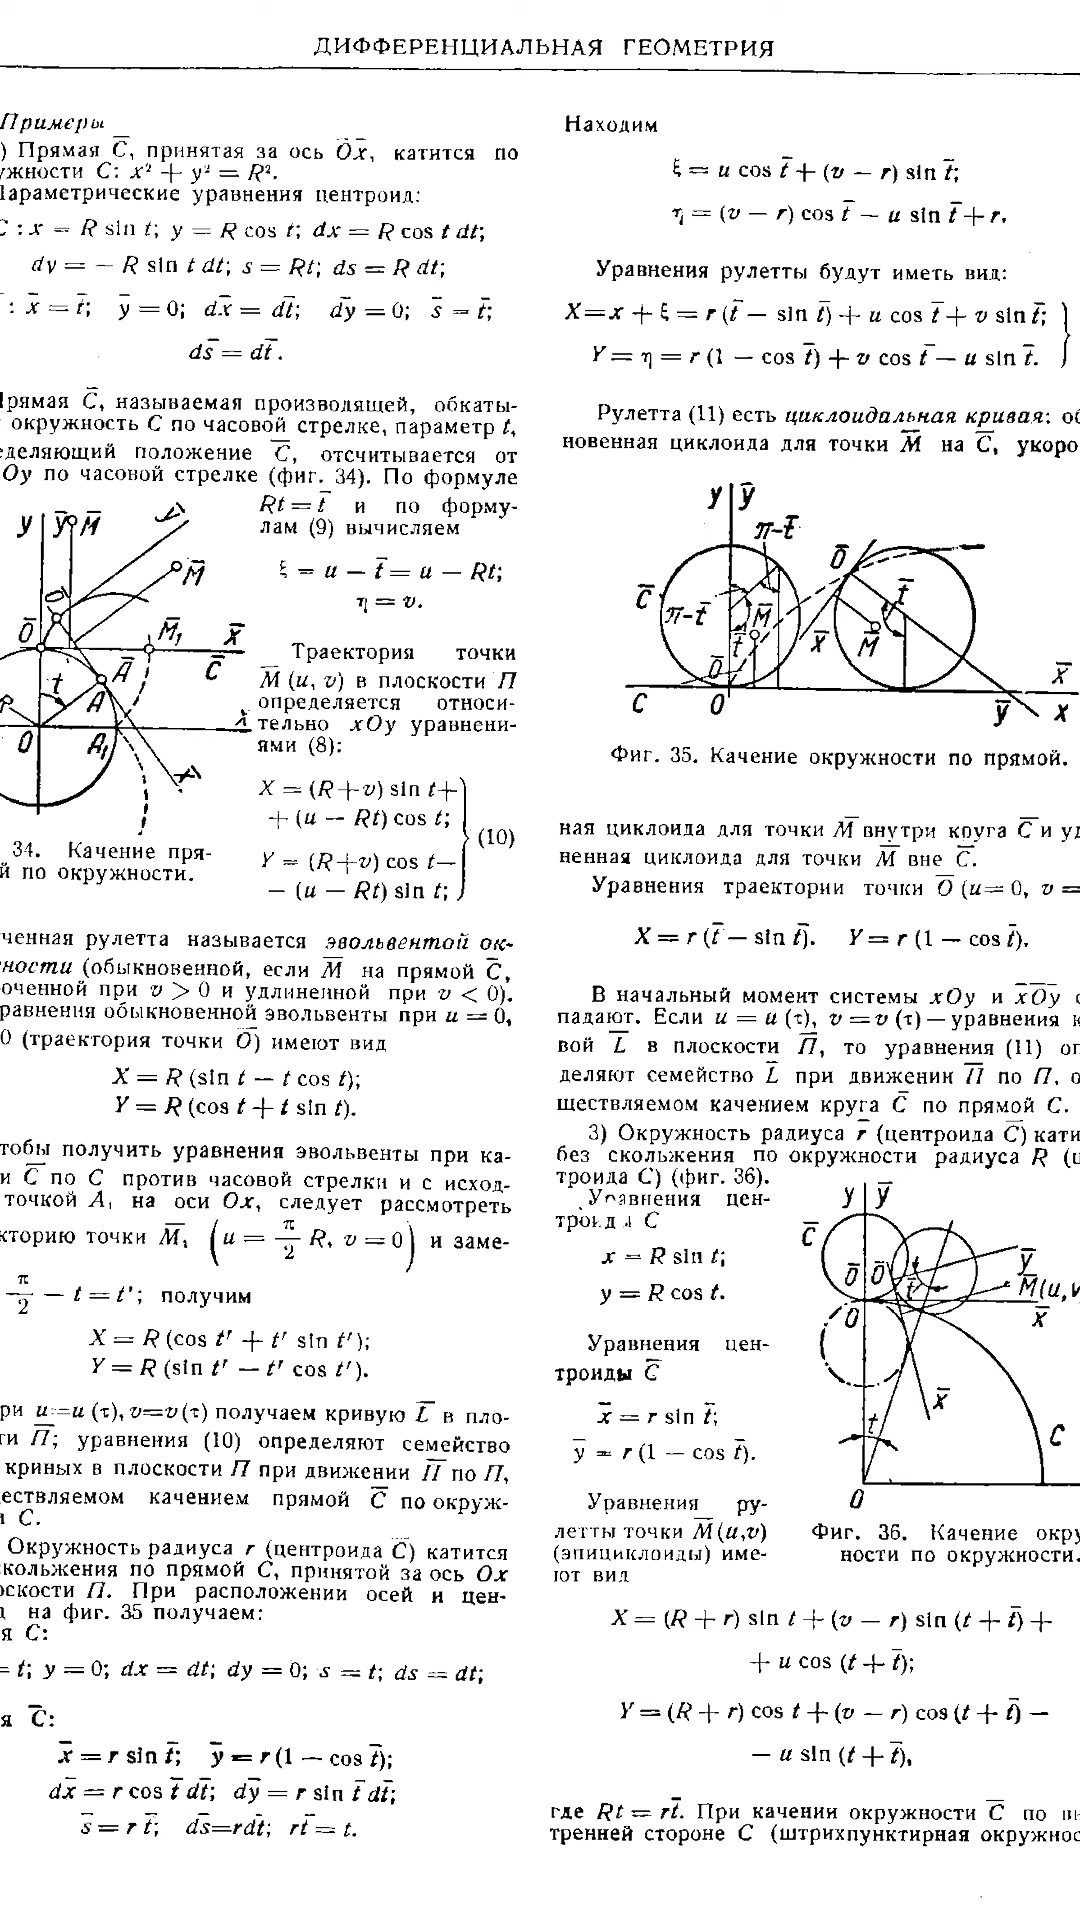 ДИФФЕРЕНЦИАЛЬНАЯ ГЕОМЕТРИЯ
Примеры
) Прямая C̅, принятая за ось O̅x̅, катится по
ужности C: x² + y² = R².
Параметрические уравнения центроид:
C : x = R sin t; y = R cos t; dx = R cos t dt;
dy = − R sin t dt; s = Rt; ds = R dt;
: x̅ = t̅; y̅ = 0; dx̅ = dt̅; dy̅ = 0; s̅ = t̅;
ds̅ = dt̅.
Прямая C̅, называемая производящей, обкаты-
окружность C по часовой стрелке, параметр t,
еделяющий положение C̅, отсчитывается от
Oy по часовой стрелке (фиг. 34). По формуле
Rt = t̅ и по форму-
лам (9) вычисляем
ξ = u − t̅ = u − Rt;
η = v.
Траектория точки
M̅ (u, v) в плоскости П
определяется относи-
тельно xOy уравнени-
ями (8):
X = (R + v) sin t +
+ (u − Rt) cos t;
Y = (R + v) cos t −
− (u − Rt) sin t;
(10)
34. Качение пря-
й по окружности.
ченная рулетта называется эвольвентой ок-
ности (обыкновенной, если M̅ на прямой C̅,
оченной при v > 0 и удлиненной при v < 0).
равнения обыкновенной эвольвенты при u = 0,
0 (траектория точки O̅) имеют вид
X = R (sin t − t cos t);
Y = R (cos t + t sin t).
тобы получить уравнения эвольвенты при ка-
и C̅ по C против часовой стрелки и с исход-
точкой A₁ на оси Ox, следует рассмотреть
кторию точки M̅₁ (u = π/2 R, v = 0) и заме-
π/2 − t = t'; получим
X = R (cos t' + t' sin t');
Y = R (sin t' − t' cos t').
ри u = u (τ), v = v (τ) получаем кривую L̅ в пло-
ти П̅; уравнения (10) определяют семейство
кривых в плоскости П при движении П̅ по П,
ествляемом качением прямой C̅ по окруж-
и C.
Окружность радиуса r (центроида C̅) катится
скольжения по прямой C, принятой за ось Ox
оскости П. При расположении осей и цен-
д на фиг. 35 получаем:
я C:
= t; y = 0; dx = dt; dy = 0; s = t; ds = dt;
я C̅:
x̅ = r sin t̅; y̅ = r (1 − cos t̅);
dx̅ = r cos t̅ dt̅; dy̅ = r sin t̅ dt̅;
s̅ = r t̅; ds̅ = r dt̅; r t̅ = t.
Находим
ξ = u cos t̅ + (v − r) sin t̅;
η = (v − r) cos t̅ − u sin t̅ + r.
Уравнения рулетты будут иметь вид:
X = x + ξ = r (t̅ − sin t̅) + u cos t̅ + v sin t̅;
Y = η = r (1 − cos t̅) + v cos t̅ − u sin t̅.
Рулетта (11) есть циклоидальная кривая: об
новенная циклоида для точки M̅ на C̅, укоро
y y̅ π-t̅ O̅
C̅ π-t̅ M̅ t̅ x̅ M̅ t̅
O̅ x̅
C O y̅ x
Фиг. 35. Качение окружности по прямой.
ная циклоида для точки M̅ внутри круга C̅ и уд
ненная циклоида для точки M̅ вне C̅.
Уравнения траектории точки O̅ (u = 0, v =
X = r (t̅ − sin t̅). Y = r (1 − cos t̅).
В начальный момент системы xOy и x̅O̅y̅ с
падают. Если u = u (τ), v = v (τ) — уравнения к
вой L̅ в плоскости П̅, то уравнения (11) оп
деляют семейство L̅ при движении П̅ по П, о
ществляемом качением круга C̅ по прямой C.
3) Окружность радиуса r (центроида C̅) кати
без скольжения по окружности радиуса R (ц
троида C) (фиг. 36).
Уравнения цен-
троид C
x = R sin t;
y = R cos t.
Уравнения цен-
троиды C̅
x̅ = r sin t̅;
y̅ = r (1 − cos t̅).
Уравнения ру-
летты точки M̅ (u,v)
(эпициклоиды) име-
ют вид
y y̅
C̅ O̅ O̅ t̅ y̅ M̅(u,v
O x̅
x̅
t C
O
Фиг. 36. Качение окру
ности по окружности.
X = (R + r) sin t + (v − r) sin (t + t̅) +
+ u cos (t + t̅);
Y = (R + r) cos t + (v − r) cos (t + t̅) −
− u sin (t + t̅),
где Rt = rt̅. При качении окружности C̅ по вн
тренней стороне C (штрихпунктирная окружнос